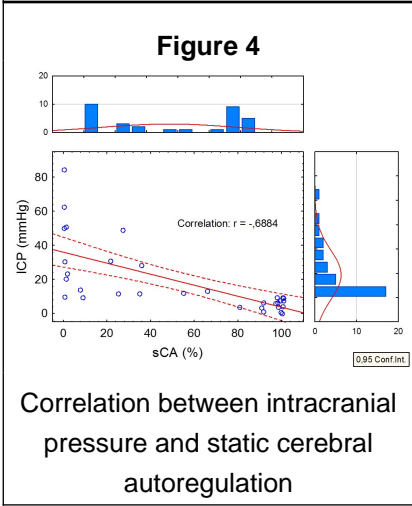 Figure 4
20
10
0
80
60
40
20
0
ICP (mmHg)
Correlation: r = -,6884
0 20 40 60 80 100
sCA (%)
0 10 20
0,95 Conf.Int.
Correlation between intracranial
pressure and static cerebral
autoregulation